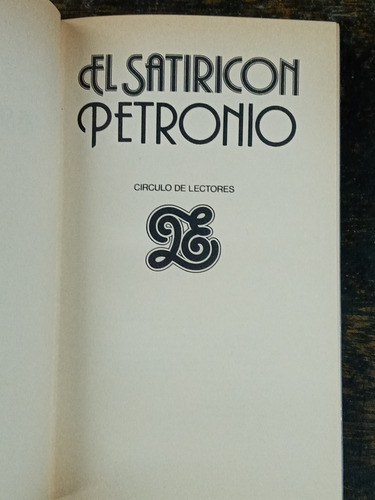 EL SATIRICON
PETRONIO
CIRCULO DE LECTORES